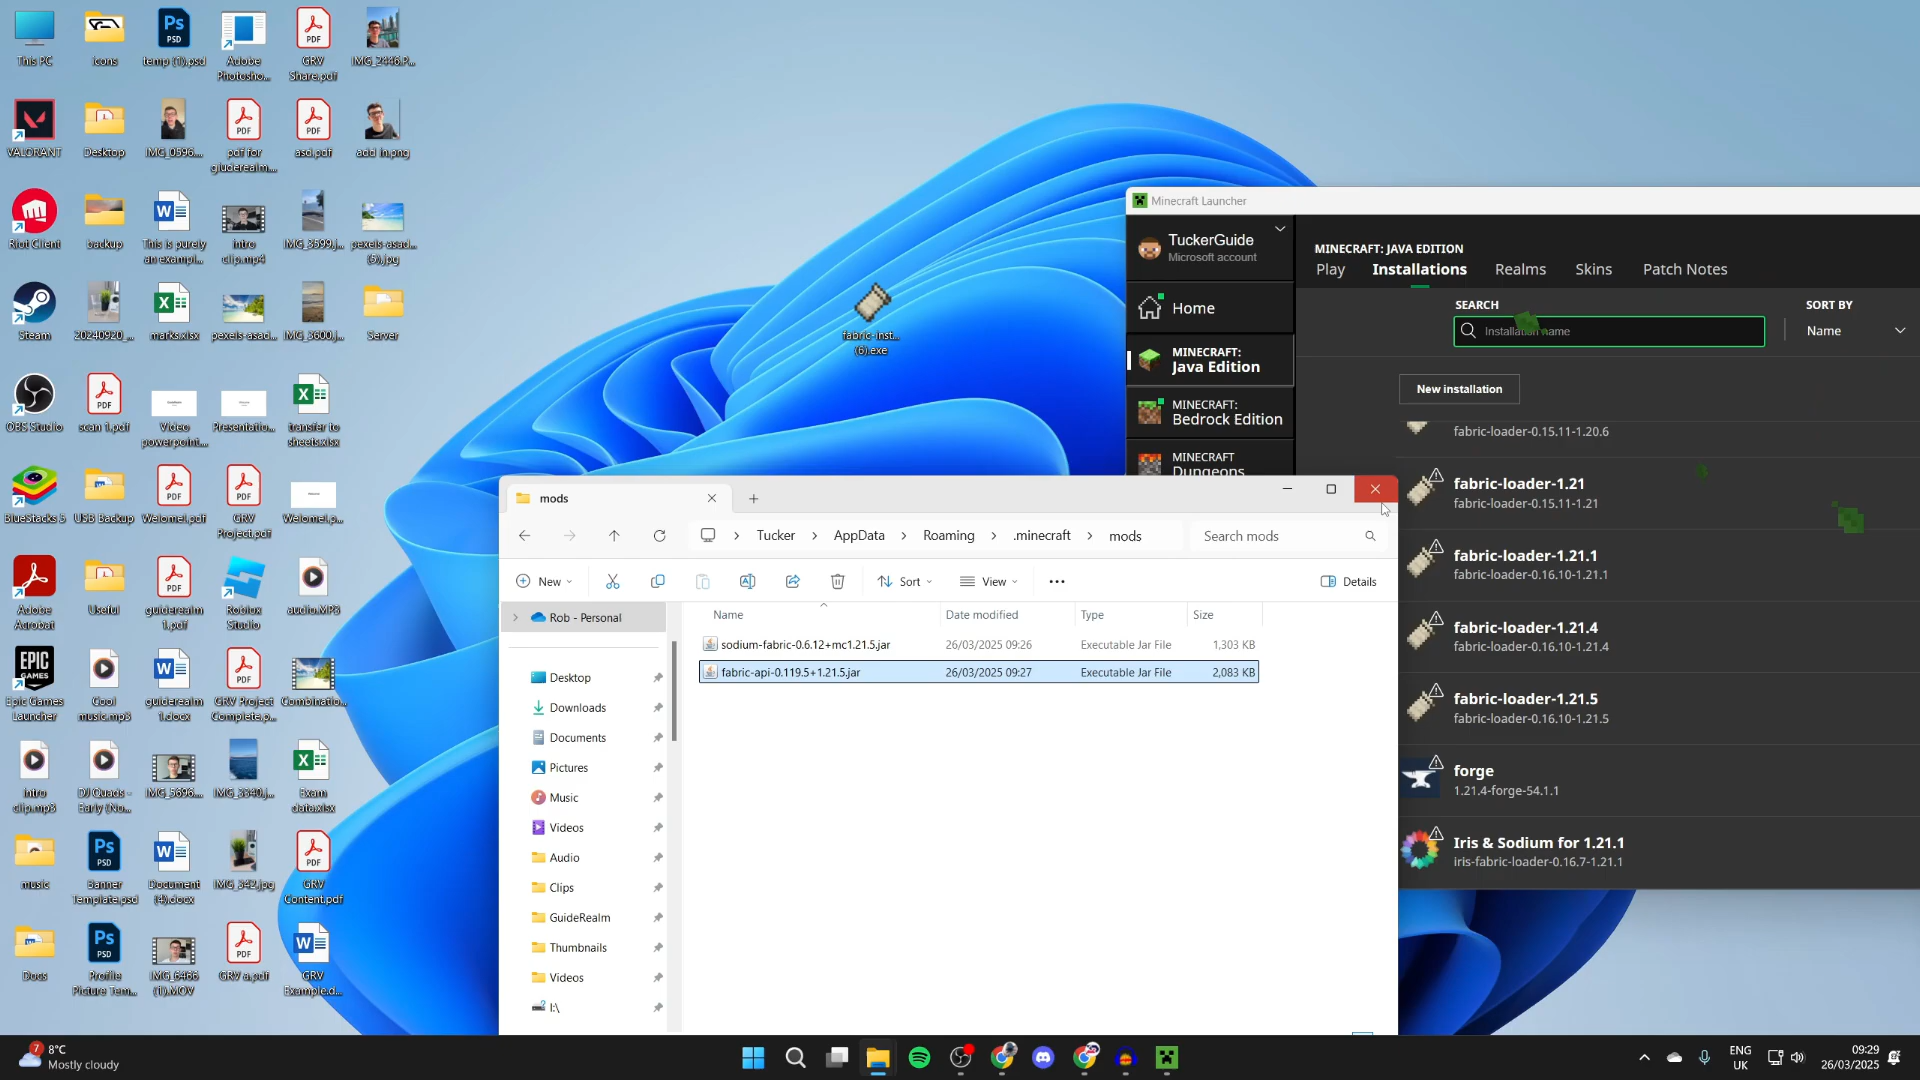 This PC
icons
temp (1).psd
Adobe
Photosho...
GRV
Share.pdf
IMG_2446.P...
VALORANT
Desktop
IMG_0596...
pdf for
giuderealm...
asd.pdf
add in.png
Riot Client
backup
This is purely
an exampl...
intro
clip.mp4
IMG_3599.j...
pexels-asad...
(5).jpg
Steam
20240920_...
marks.xlsx
pexels-asad...
IMG_3600.j...
Server
OBS Studio
scan 1.pdf
Video
powerpoint...
Presentatio...
transfer to
sheets.xlsx
BlueStacks 5
USB Backup
Welomel.pdf
GRV
Project.pdf
Welomel.p...
Adobe
Acrobat
Useful
guiderealm
1.pdf
Roblox
Studio
audio.MP3
Epic Games
Launcher
Cool
music.mp3
guiderealm
1.docx
GRV Project
Complete.p...
Combinatio...
intro
clip.mp3
DJ Quads -
Early (No...
IMG_5696....
IMG_3340.j...
Exam
data.xlsx
music
Banner
Template.psd
Document
(4).docx
IMG_342.jpg
GRV
Content.pdf
Docs
Profile
Picture Tem...
IMG_6466
(1).MOV
GRV a.pdf
GRV
Example.d...
fabric-inst...
(6).exe
Minecraft Launcher
TuckerGuide
Microsoft account
Home
MINECRAFT:
Java Edition
MINECRAFT:
Bedrock Edition
MINECRAFT
Dungeons
MINECRAFT: JAVA EDITION
Play
Installations
Realms
Skins
Patch Notes
SEARCH
Installation name
SORT BY
Name
New installation
fabric-loader-0.15.11-1.20.6
fabric-loader-1.21
fabric-loader-0.15.11-1.21
fabric-loader-1.21.1
fabric-loader-0.16.10-1.21.1
fabric-loader-1.21.4
fabric-loader-0.16.10-1.21.4
fabric-loader-1.21.5
fabric-loader-0.16.10-1.21.5
forge
1.21.4-forge-54.1.1
Iris & Sodium for 1.21.1
iris-fabric-loader-0.16.7-1.21.1
mods
Tucker > AppData > Roaming > .minecraft > mods
Search mods
New
Sort
View
Details
Rob - Personal
Desktop
Downloads
Documents
Pictures
Music
Videos
Audio
Clips
GuideRealm
Thumbnails
Videos
I:\
Name Date modified Type Size
sodium-fabric-0.6.12+mc1.21.5.jar 26/03/2025 09:26 Executable Jar File 1,303 KB
fabric-api-0.119.5+1.21.5.jar 26/03/2025 09:27 Executable Jar File 2,083 KB
7
8°C
Mostly cloudy
ENG
UK
09:29
26/03/2025